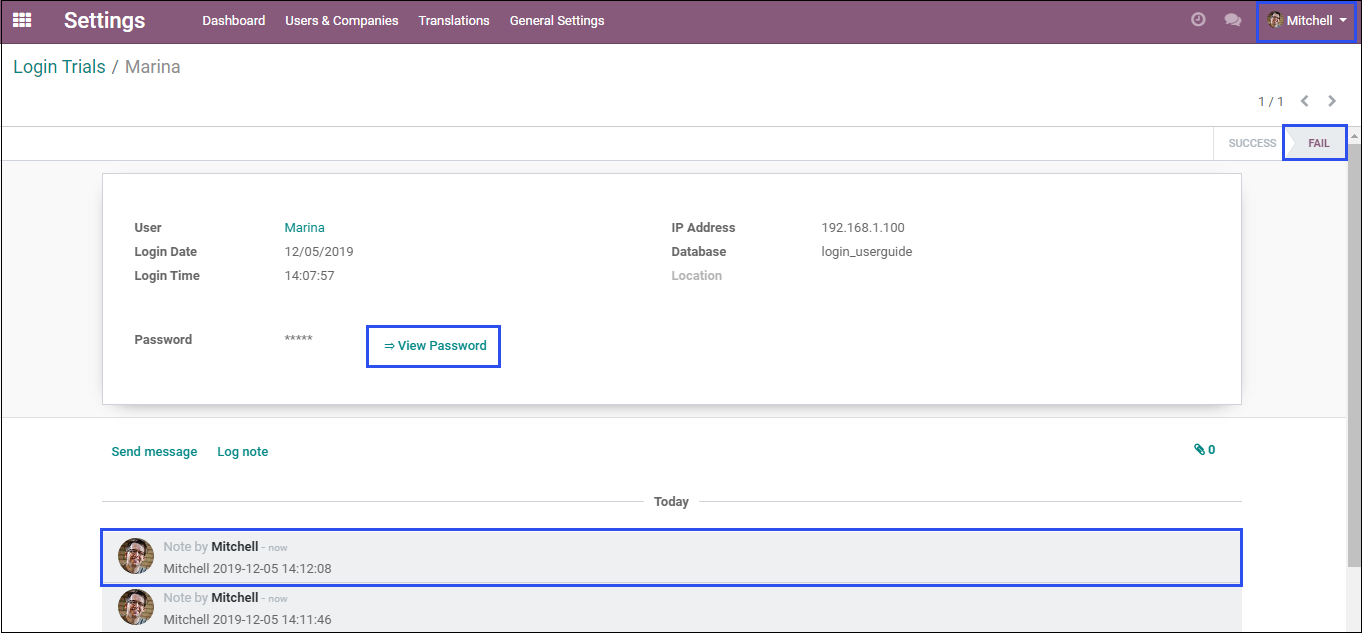 Settings Dashboard Users & Companies Translations General Settings Mitchell
Login Trials / Marina
1 / 1
SUCCESS FAIL
User Marina IP Address 192.168.1.100
Login Date 12/05/2019 Database login_userguide
Login Time 14:07:57 Location
Password ***** ⇒ View Password
Send message Log note 0
Today
Note by Mitchell - now
Mitchell 2019-12-05 14:12:08
Note by Mitchell - now
Mitchell 2019-12-05 14:11:46